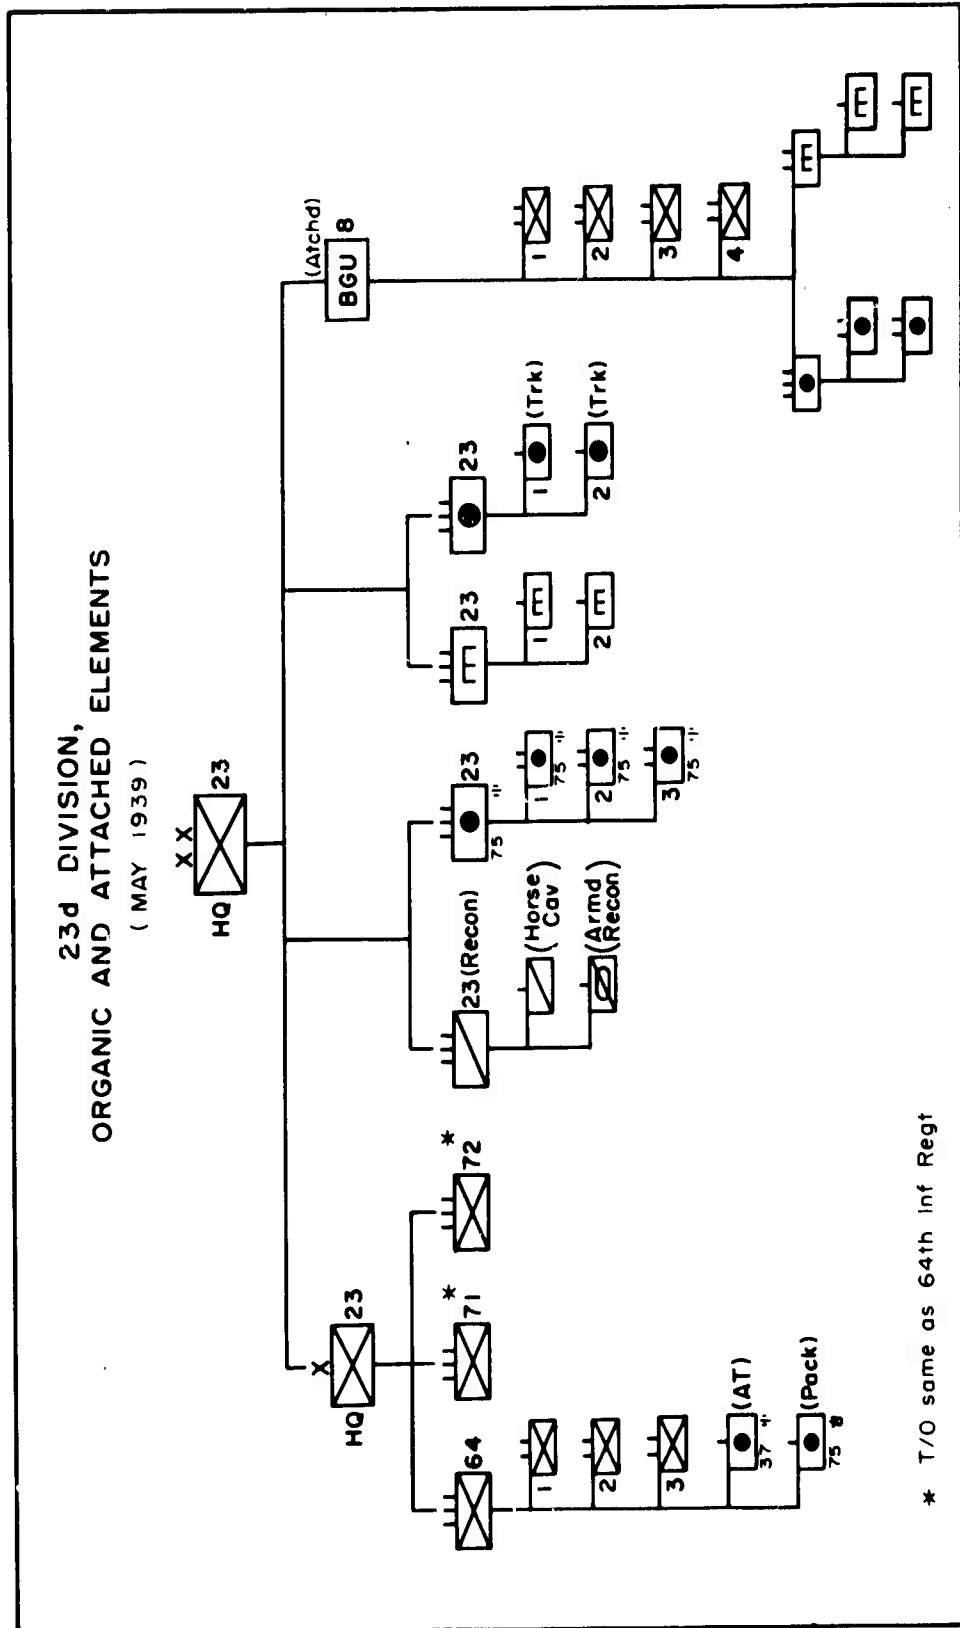 23d DIVISION,
ORGANIC AND ATTACHED ELEMENTS
(MAY 1939)
XX
HQ 23
X
HQ 23
64
1
2
3
37 (AT)
75 (Pack)
71 *
72 *
23 (Recon)
(Horse
Cav)
(Armd
Recon)
75 23
1 75
2 75
3 75
E 23
1 E
2 E
23
1 (Trk)
2 (Trk)
(Atchd)
BGU 8
1
2
3
4
E
E
E
* T/O same as 64th Inf Regt